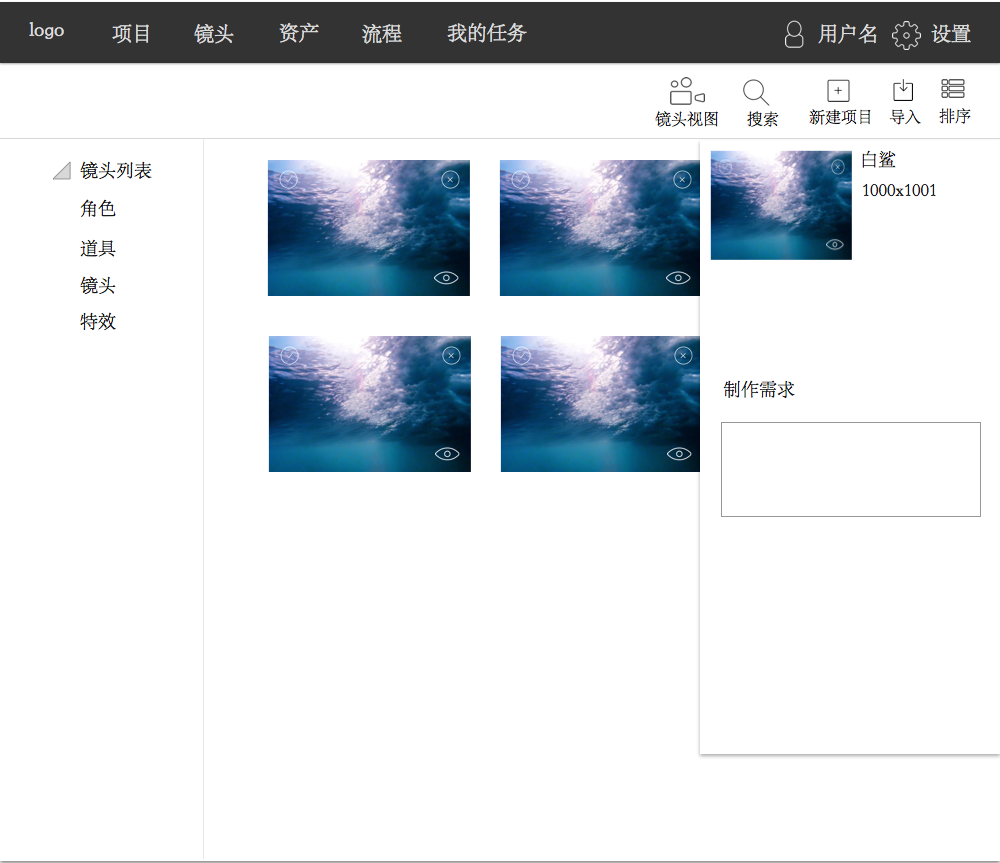 logo 项目 镜头 资产 流程 我的任务 用户名 设置
镜头视图 搜索 新建项目 导入 排序
镜头列表
角色
道具
镜头
特效
白鲨
1000x1001
制作需求